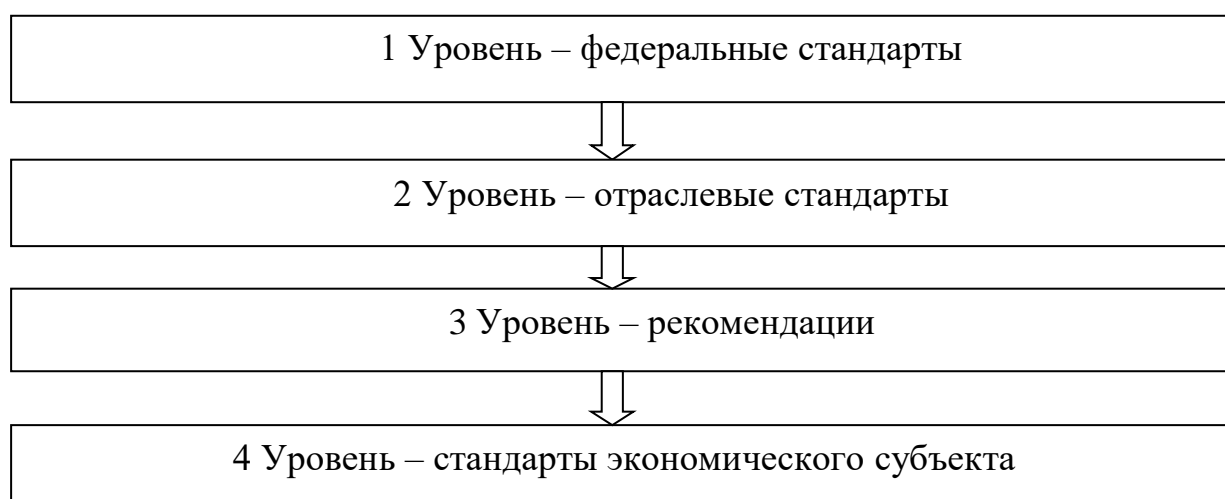 1 Уровень – федеральные стандарты
2 Уровень – отраслевые стандарты
3 Уровень – рекомендации
4 Уровень – стандарты экономического субъекта